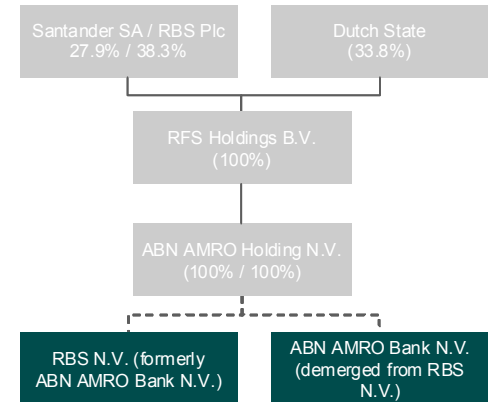 Santander SA / RBS Plc
27.9% / 38.3%
Dutch State
(33.8%)
RFS Holdings B.V.
(100%)
ABN AMRO Holding N.V.
(100% / 100%)
RBS N.V. (formerly
ABN AMRO Bank N.V.)
ABN AMRO Bank N.V.
(demerged from RBS
N.V.)